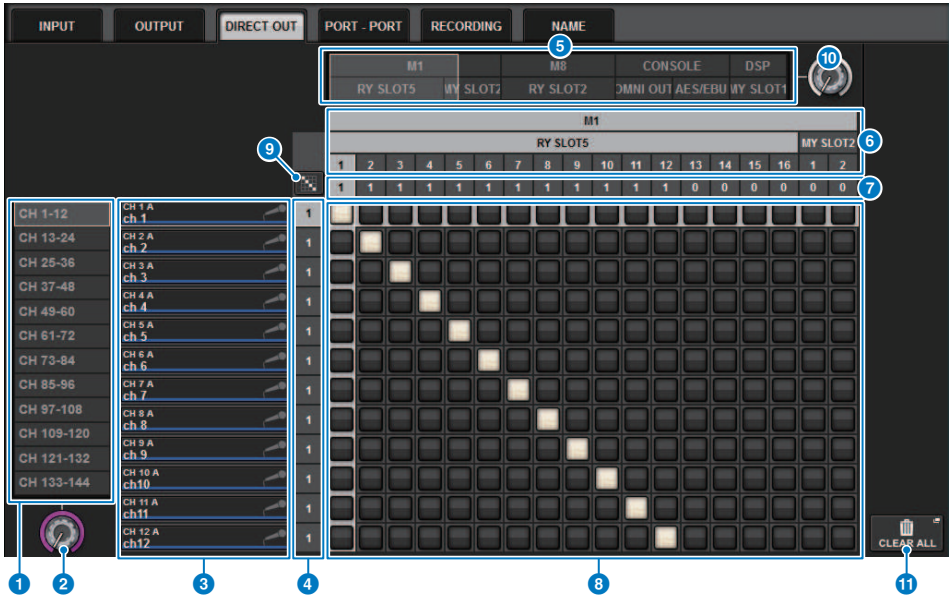 INPUT OUTPUT DIRECT OUT PORT - PORT RECORDING NAME
5
M1 M8 CONSOLE DSP
10
RY SLOT5 MY SLOT2 RY SLOT2 OMNI OUT AES/EBU MY SLOT1
M1
RY SLOT5 MY SLOT2
6
9
1 2 3 4 5 6 7 8 9 10 11 12 13 14 15 16 1 2
1 1 1 1 1 1 1 1 1 1 1 1 0 0 0 0 0 0
7
CH 1-12
CH 13-24
CH 25-36
CH 37-48
CH 49-60
CH 61-72
CH 73-84
CH 85-96
CH 97-108
CH 109-120
CH 121-132
CH 133-144
CH 1 A
ch 1
1
CH 2 A
ch 2
1
CH 3 A
ch 3
1
CH 4 A
ch 4
1
CH 5 A
ch 5
1
CH 6 A
ch 6
1
CH 7 A
ch 7
1
CH 8 A
ch 8
1
CH 9 A
ch 9
1
CH 10 A
ch10
1
CH 11 A
ch11
1
CH 12 A
ch12
1
CLEAR ALL
1 2 3 4 8 11